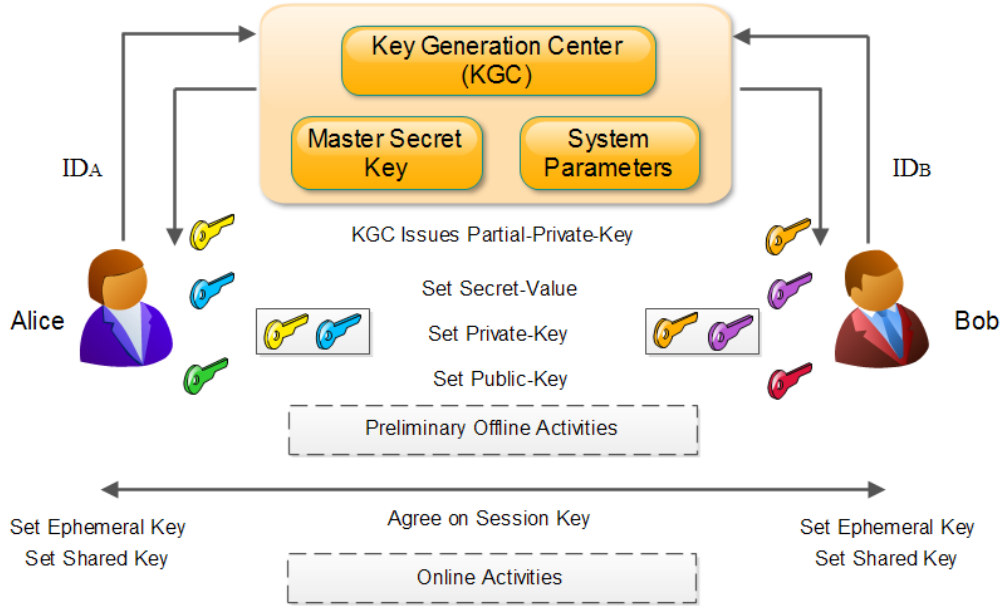 Key Generation Center
(KGC)
Master Secret
Key
System
Parameters
IDA
IDB
KGC Issues Partial-Private-Key
Set Secret-Value
Alice
Set Private-Key
Bob
Set Public-Key
Preliminary Offline Activities
Set Ephemeral Key
Set Shared Key
Agree on Session Key
Set Ephemeral Key
Set Shared Key
Online Activities